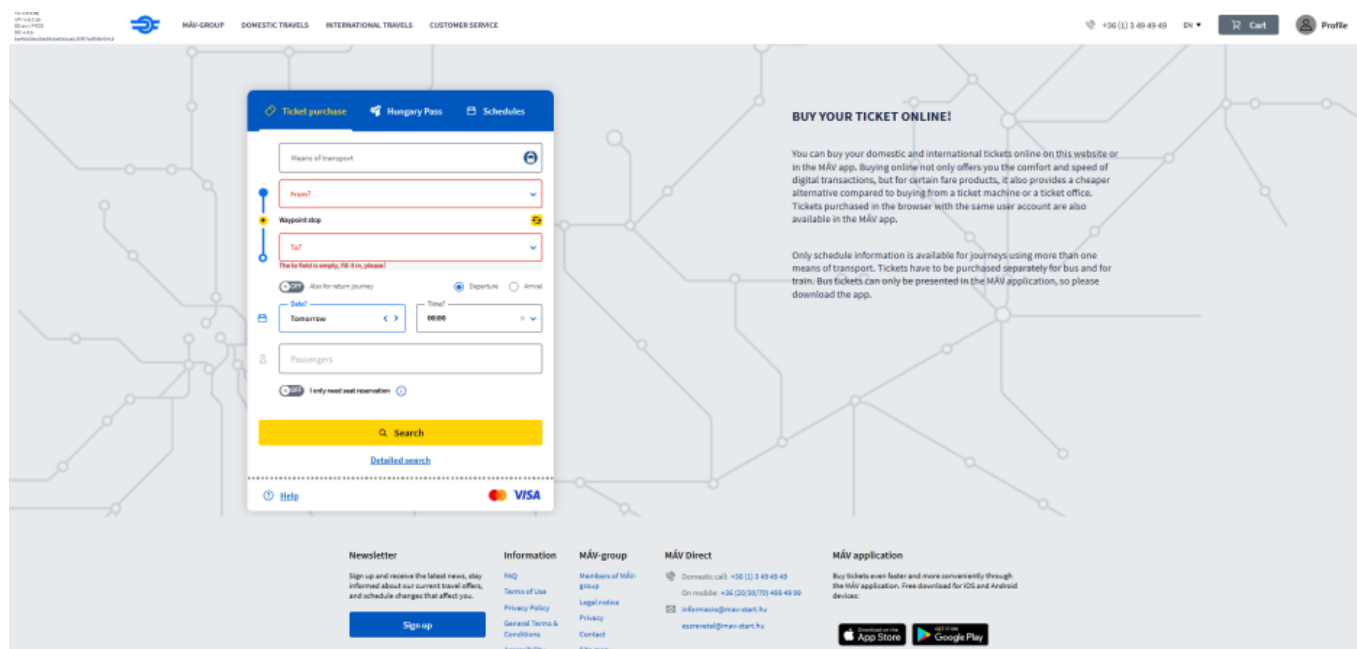 MÁV-GROUP DOMESTIC TRAVELS INTERNATIONAL TRAVELS CUSTOMER SERVICE +36 (1) 3 49 49 49 EN Cart Profile
Ticket purchase Hungary Pass Schedules
Means of transport
From?
Waypoint stop
To?
The to field is empty, fill it in, please!
OFF Also for return journey Departure Arrival
Date? Time?
Tomorrow 00:00
Passengers
OFF I only need seat reservation
Search
Detailed search
Help VISA
BUY YOUR TICKET ONLINE!
You can buy your domestic and international tickets online on this website or
in the MÁV app. Buying online not only offers you the comfort and speed of
digital transactions, but for certain fare products, it also provides a cheaper
alternative compared to buying from a ticket machine or a ticket office.
Tickets purchased in the browser with the same user account are also
available in the MÁV app.
Only schedule information is available for journeys using more than one
means of transport. Tickets have to be purchased separately for bus and for
train. Bus tickets can only be presented in the MÁV application, so please
download the app.
Newsletter
Sign up and receive the latest news, stay
informed about our current travel offers,
and schedule changes that affect you.
Sign up
Information
FAQ
Terms of Use
Privacy Policy
General Terms &
Conditions
Accessibility
MÁV-group
Members of MÁV-
group
Legal notice
Privacy
Contact
Site map
MÁV Direct
Domestic call: +36 (1) 3 49 49 49
On mobile: +36 (20/30/70) 499 49 99
informacio@mav-start.hu
eszrevetel@mav-start.hu
MÁV application
Buy tickets even faster and more conveniently through
the MÁV application. Free download for iOS and Android
devices:
Download on the App Store
GET IT ON Google Play